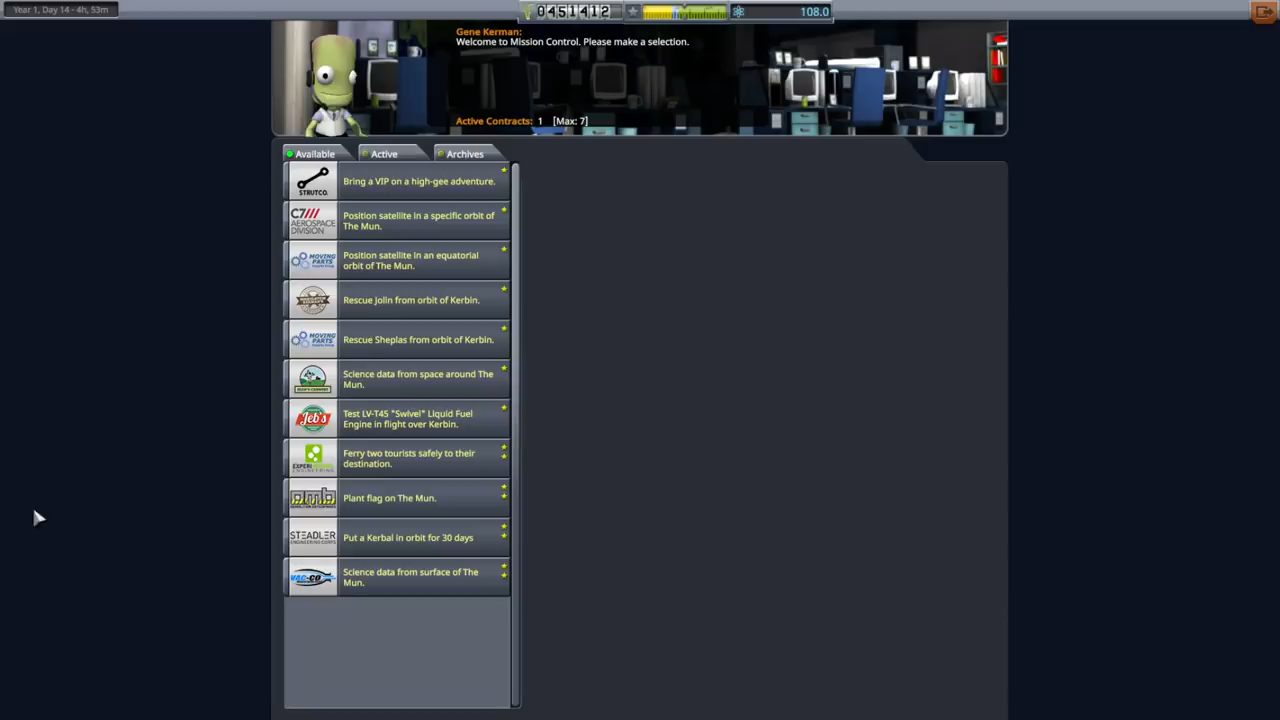 Year 1, Day 14 - 4h, 53m
0451412
108.0
Gene Kerman:
Welcome to Mission Control. Please make a selection.
Active Contracts: 1 [Max: 7]
Available
Active
Archives
STRUTCO.
Bring a VIP on a high-gee adventure.
C7///
AEROSPACE
DIVISION
Position satellite in a specific orbit of
The Mun.
MOVING
PARTS
Position satellite in an equatorial
orbit of The Mun.
Rescue Jolin from orbit of Kerbin.
MOVING
PARTS
Rescue Sheplas from orbit of Kerbin.
Science data from space around The
Mun.
Jeb's
Test LV-T45 "Swivel" Liquid Fuel
Engine in flight over Kerbin.
Ferry two tourists safely to their
destination.
Plant flag on The Mun.
STEADLER
ENGINEERING CORPS
Put a Kerbal in orbit for 30 days
VAC-CO
Science data from surface of The
Mun.